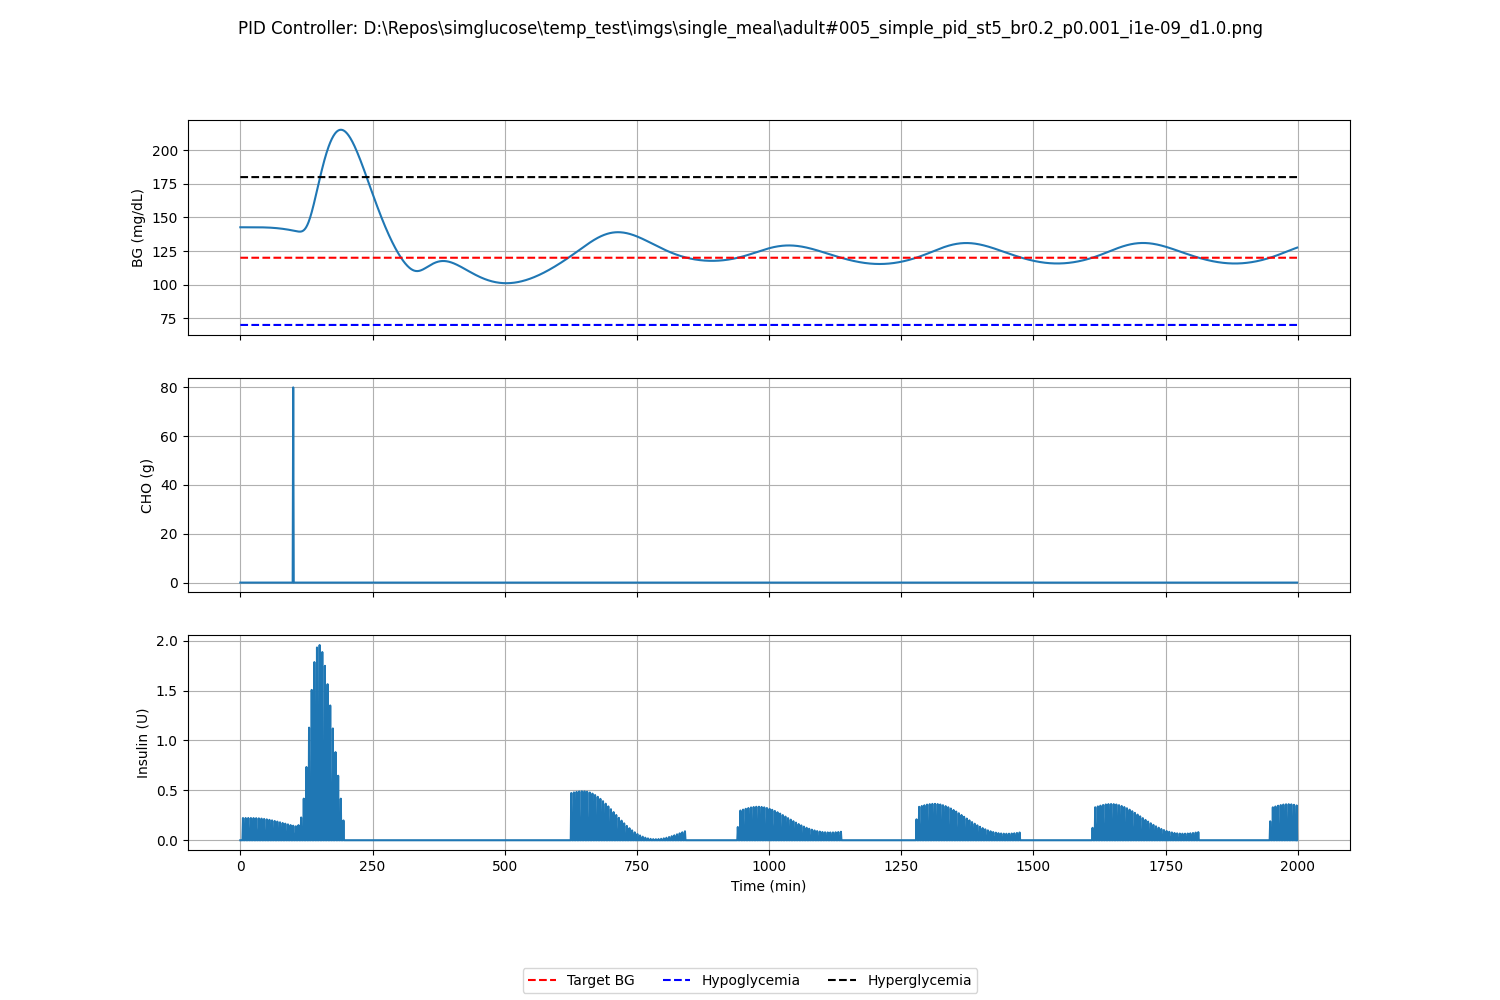 PID Controller: D:\Repos\simglucose\temp_test\imgs\single_meal\adult#005_simple_pid_st5_br0.2_p0.001_i1e-09_d1.0.png
200
175
150
125
100
75
BG (mg/dL)
80
60
40
20
0
CHO (g)
2.0
1.5
1.0
0.5
0.0
Insulin (U)
0 250 500 750 1000 1250 1500 1750 2000
Time (min)
Target BG Hypoglycemia Hyperglycemia